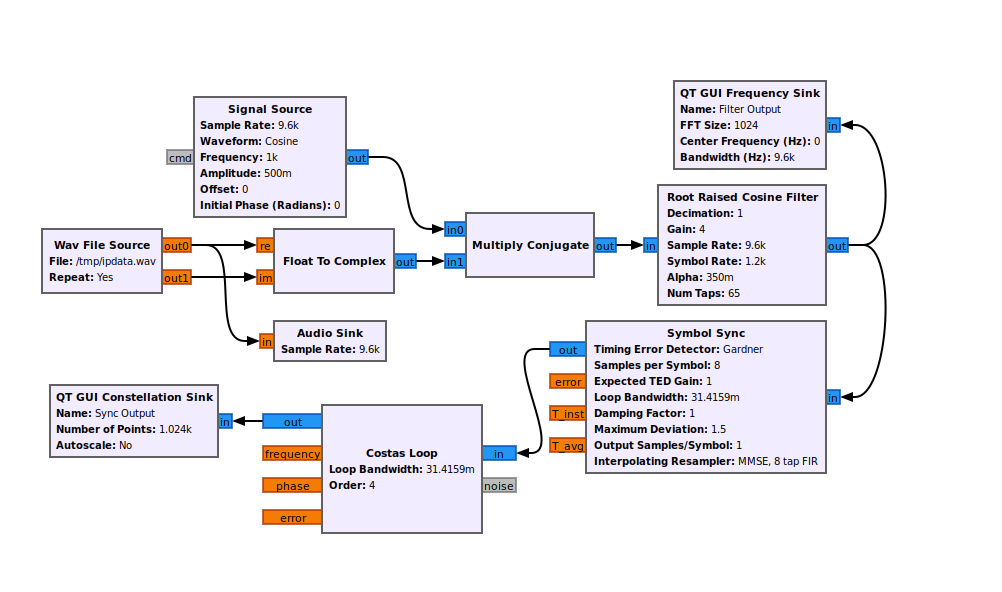 Signal Source
Sample Rate: 9.6k
Waveform: Cosine
Frequency: 1k
Amplitude: 500m
Offset: 0
Initial Phase (Radians): 0
cmd
out
QT GUI Frequency Sink
Name: Filter Output
FFT Size: 1024
Center Frequency (Hz): 0
Bandwidth (Hz): 9.6k
in
Wav File Source
File: /tmp/ipdata.wav
Repeat: Yes
out0
out1
re
im
Float To Complex
out
in0
in1
Multiply Conjugate
out
in
Root Raised Cosine Filter
Decimation: 1
Gain: 4
Sample Rate: 9.6k
Symbol Rate: 1.2k
Alpha: 350m
Num Taps: 65
out
in
Audio Sink
Sample Rate: 9.6k
out
error
T_inst
T_avg
Symbol Sync
Timing Error Detector: Gardner
Samples per Symbol: 8
Expected TED Gain: 1
Loop Bandwidth: 31.4159m
Damping Factor: 1
Maximum Deviation: 1.5
Output Samples/Symbol: 1
Interpolating Resampler: MMSE, 8 tap FIR
in
QT GUI Constellation Sink
Name: Sync Output
Number of Points: 1.024k
Autoscale: No
in
out
frequency
phase
error
Costas Loop
Loop Bandwidth: 31.4159m
Order: 4
in
noise